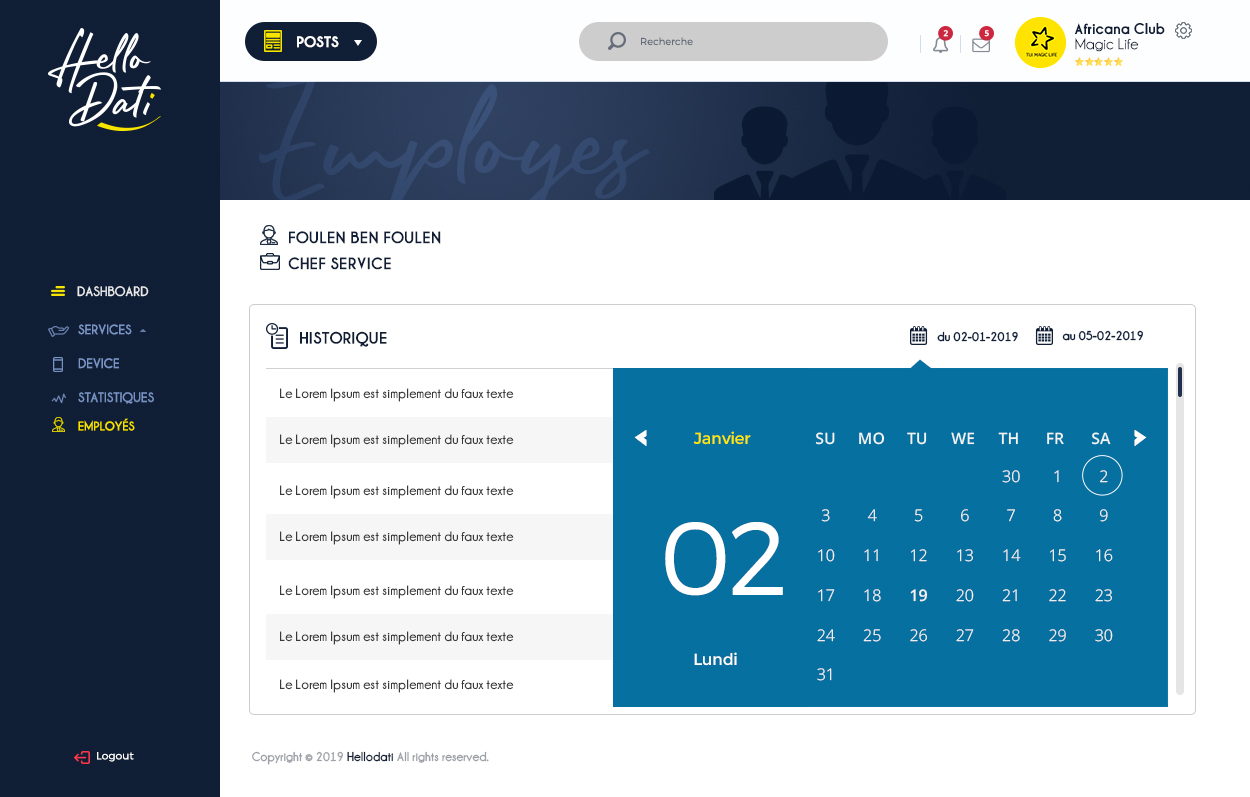 Hello
Dati
POSTS
Recherche
2
5
TUI MAGIC LIFE
Africana Club
Magic Life
Employes
DASHBOARD
SERVICES
DEVICE
STATISTIQUES
EMPLOYÉS
Logout
FOULEN BEN FOULEN
CHEF SERVICE
HISTORIQUE
du 02-01-2019
au 05-02-2019
Le Lorem Ipsum est simplement du faux texte
Le Lorem Ipsum est simplement du faux texte
Le Lorem Ipsum est simplement du faux texte
Le Lorem Ipsum est simplement du faux texte
Le Lorem Ipsum est simplement du faux texte
Le Lorem Ipsum est simplement du faux texte
Le Lorem Ipsum est simplement du faux texte
Janvier
02
Lundi
SU MO TU WE TH FR SA
30 1 2
3 4 5 6 7 8 9
10 11 12 13 14 15 16
17 18 19 20 21 22 23
24 25 26 27 28 29 30
31
Copyright © 2019 Hellodati All rights reserved.